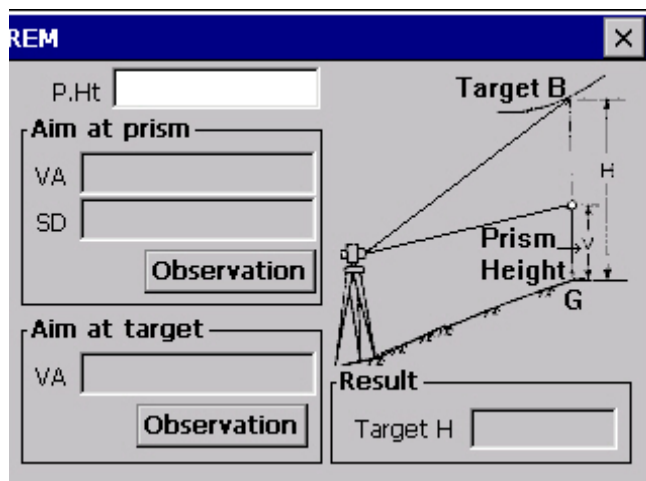 REM
P.Ht
Aim at prism
VA
SD
Observation
Aim at target
VA
Observation
Target B
H
Prism
Height
V
G
Result
Target H